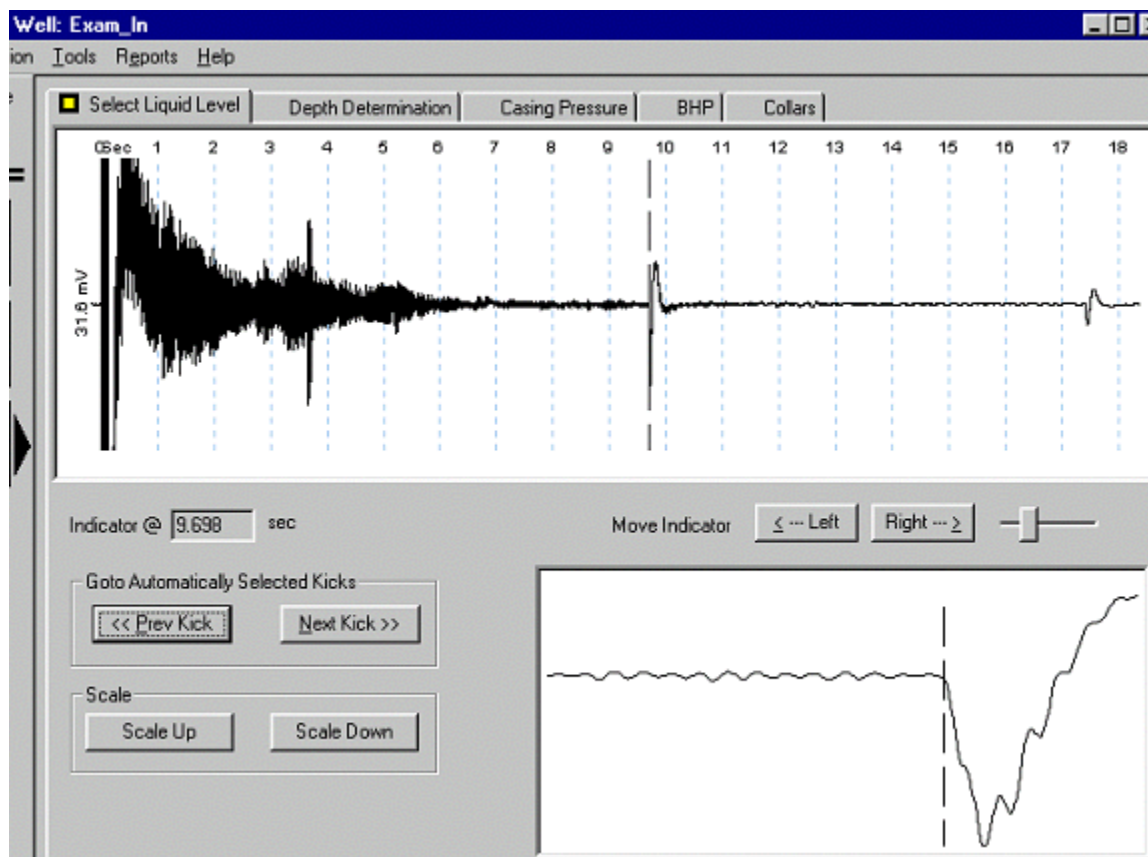 Well: Exam_In
ion Tools Reports Help
Select Liquid Level Depth Determination Casing Pressure BHP Collars
0Sec 1 2 3 4 5 6 7 8 9 10 11 12 13 14 15 16 17 18
31.6 mV
Indicator @ 9.698 sec Move Indicator < --- Left Right --- >
Goto Automatically Selected Kicks
<< Prev Kick Next Kick >>
Scale
Scale Up Scale Down